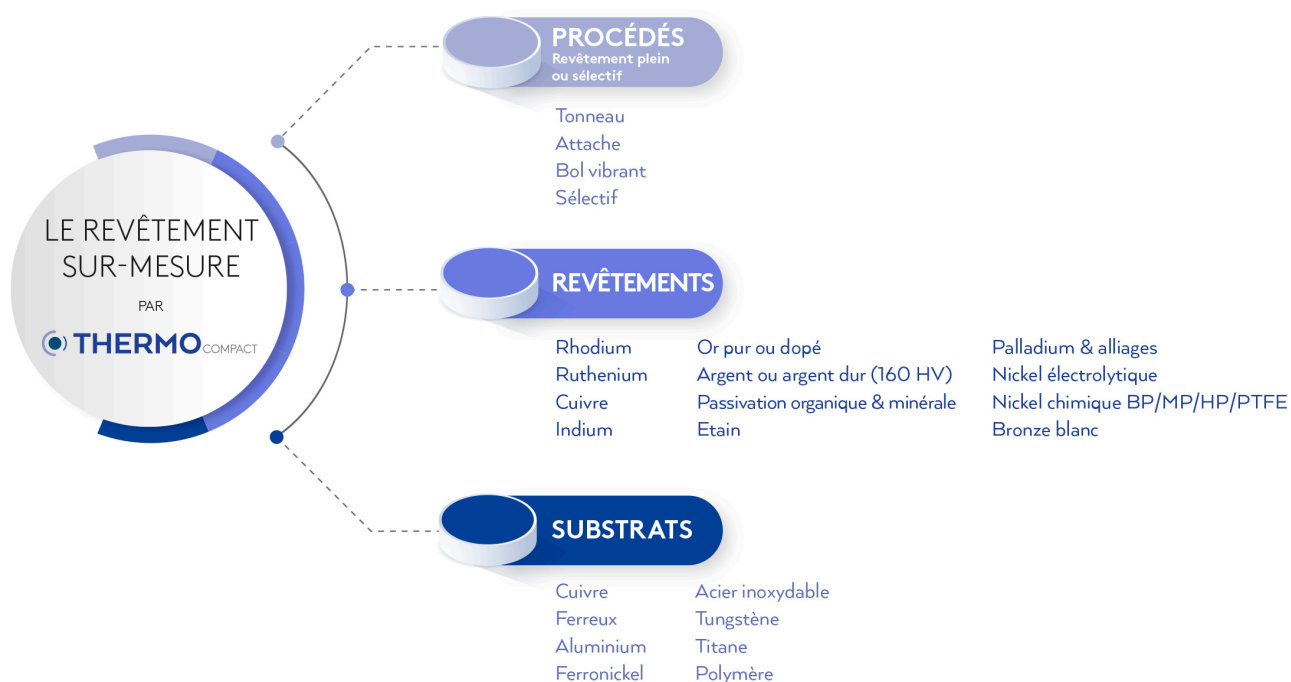 LE REVÊTEMENT
SUR-MESURE
PAR
THERMO COMPACT
PROCÉDÉS
Revêtement plein
ou sélectif
Tonneau
Attache
Bol vibrant
Sélectif
REVÊTEMENTS
Rhodium Or pur ou dopé Palladium & alliages
Ruthenium Argent ou argent dur (160 HV) Nickel électrolytique
Cuivre Passivation organique & minérale Nickel chimique BP/MP/HP/PTFE
Indium Etain Bronze blanc
SUBSTRATS
Cuivre Acier inoxydable
Ferreux Tungstène
Aluminium Titane
Ferronickel Polymère